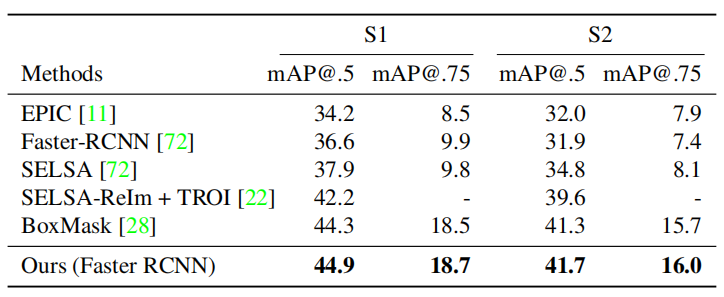 S1 S2
Methods mAP@.5 mAP@.75 mAP@.5 mAP@.75
EPIC [11] 34.2 8.5 32.0 7.9
Faster-RCNN [72] 36.6 9.9 31.9 7.4
SELSA [72] 37.9 9.8 34.8 8.1
SELSA-ReIm + TROI [22] 42.2 - 39.6 -
BoxMask [28] 44.3 18.5 41.3 15.7
Ours (Faster RCNN) 44.9 18.7 41.7 16.0